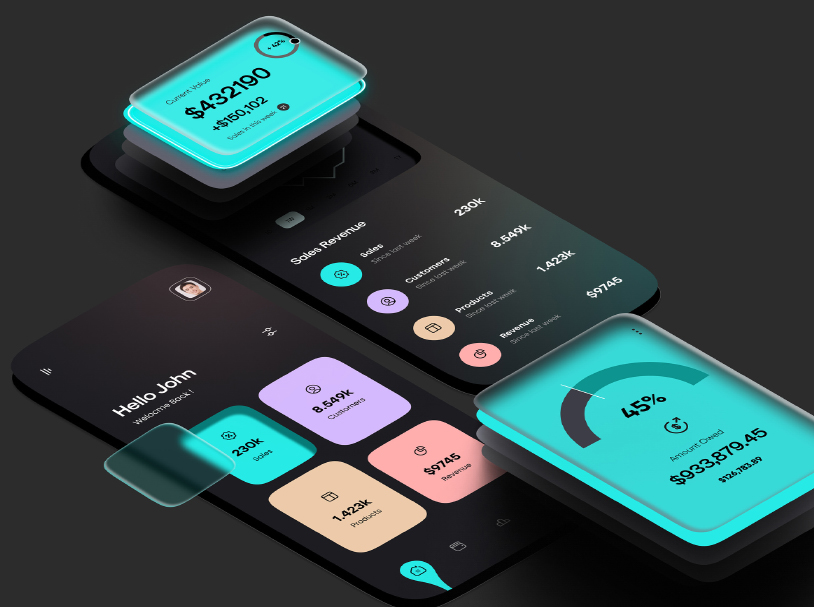 + 42%
Current Value
$432190
+$150,102
Sales in this week
Sales Revenue
Sales
Since last week
230k
Customers
Since last week
8.549k
Products
Since last week
1.423k
Revenue
Since last week
$9745
Hello John
Welacme Back !
8.549k
Customers
230k
Sales
$9745
Revenue
1.423k
Products
45%
Amount Owed
$933,879.45
$126,783.89